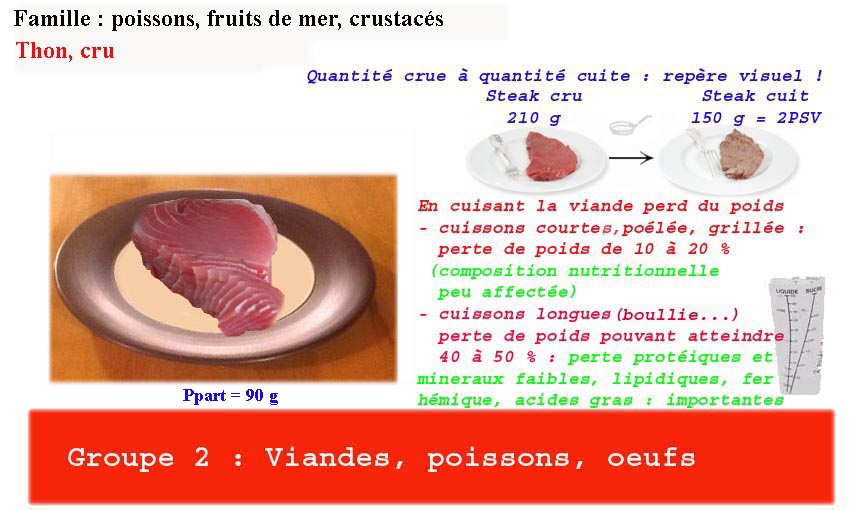 Famille : poissons, fruits de mer, crustacés
Thon, cru
Quantité crue à quantité cuite : repère visuel !
Steak cru
210 g
Steak cuit
150 g = 2PSV
En cuisant la viande perd du poids
- cuissons courtes,poélée, grillée :
perte de poids de 10 à 20 %
(composition nutritionnelle
peu affectée)
- cuissons longues(boullie...)
perte de poids pouvant atteindre
40 à 50 % : perte protéiques et
mineraux faibles, lipidiques, fer
hémique, acides gras : importantes
LIQUIDE SUCRE
Ppart = 90 g
Groupe 2 : Viandes, poissons, oeufs